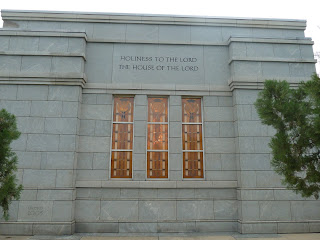 HOLINESS TO THE LORD
THE HOUSE OF THE LORD